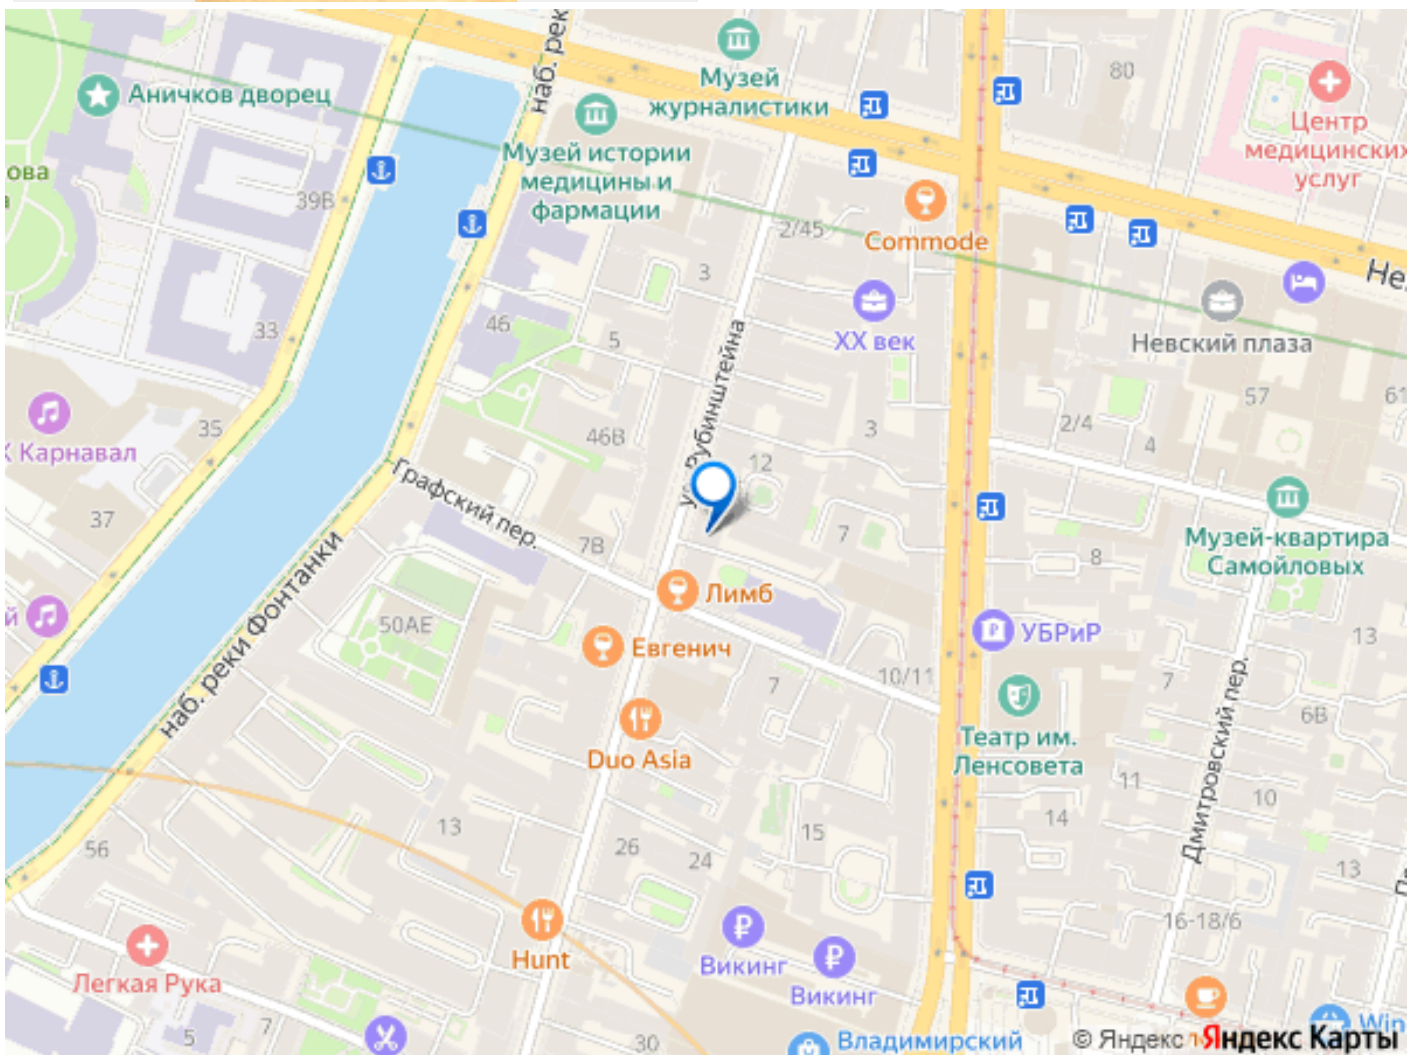 наб. рек
Музей
журналистики
80
Аничков дворец
Центр
медицинских
услуг
Музей истории
медицины и
фармации
ова
а
39В
2/45
Commode
3
Не
46
33
5
ул. Рубинштейна
XX век
Невский плаза
57
61
К Карнавал
35
46В
3
2/4
4
12
Графский пер.
37
7В
7
8
Музей-квартира
Самойловых
наб. реки Фонтанки
Лимб
й
50АЕ
Евгенич
УБРиР
13
7
10/11
7
6В
Дмитровский пер.
Duo Asia
Театр им.
Ленсовета
11
10
13
15
14
56
26
24
13
16-18/6
Hunt
Викинг
Викинг
Легкая Рука
5
7
30
Владимирский
Win
© Яндекс
Яндекс Карты